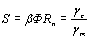 S = βΦR_n = γ_e / γ_m